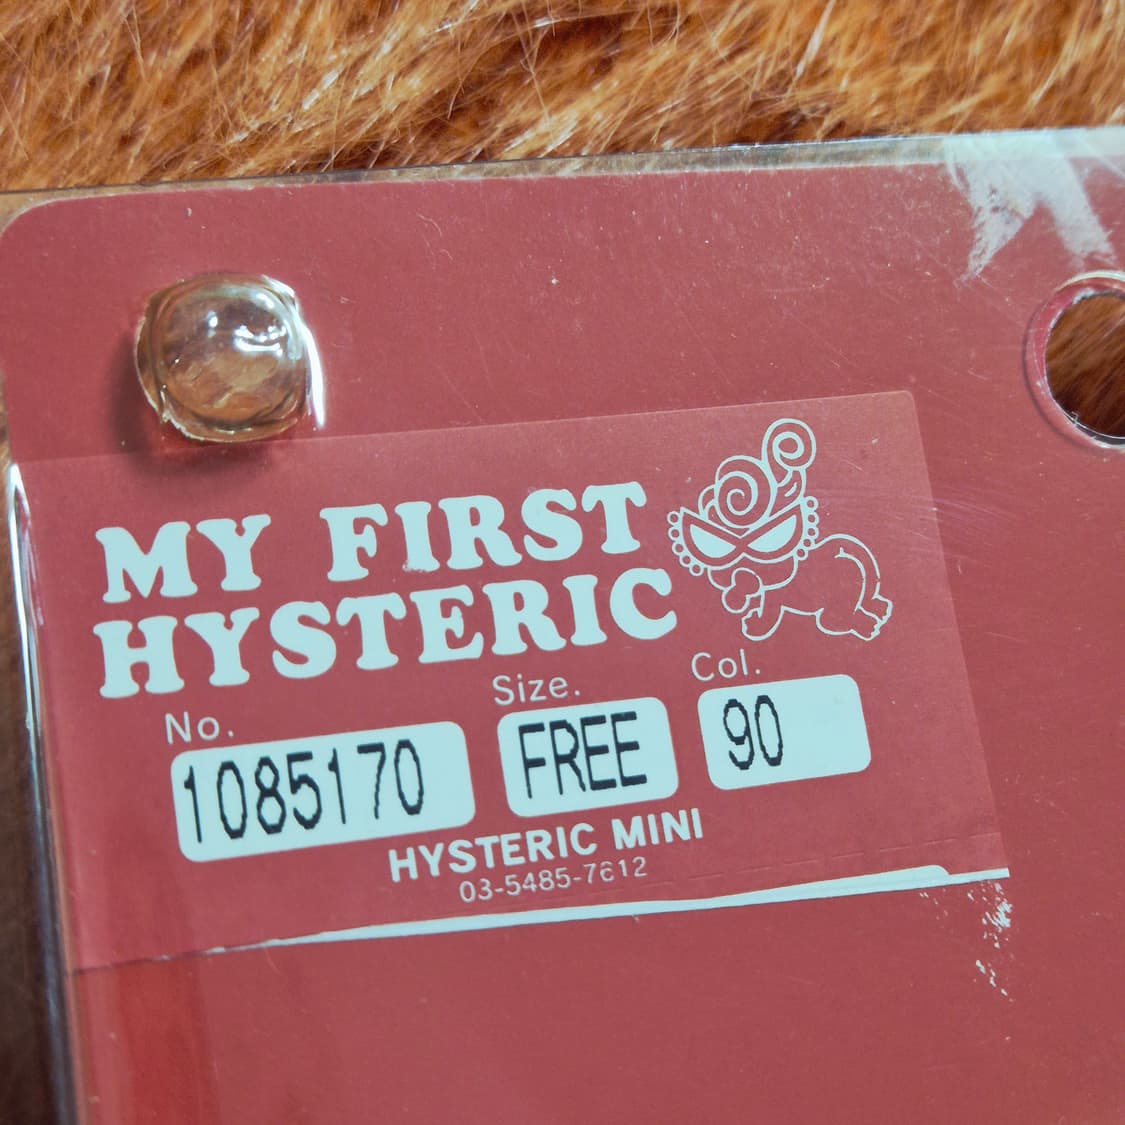 MY FIRST
HYSTERIC
No. Size. Col.
1085170 FREE 90
HYSTERIC MINI
03-5485-7612